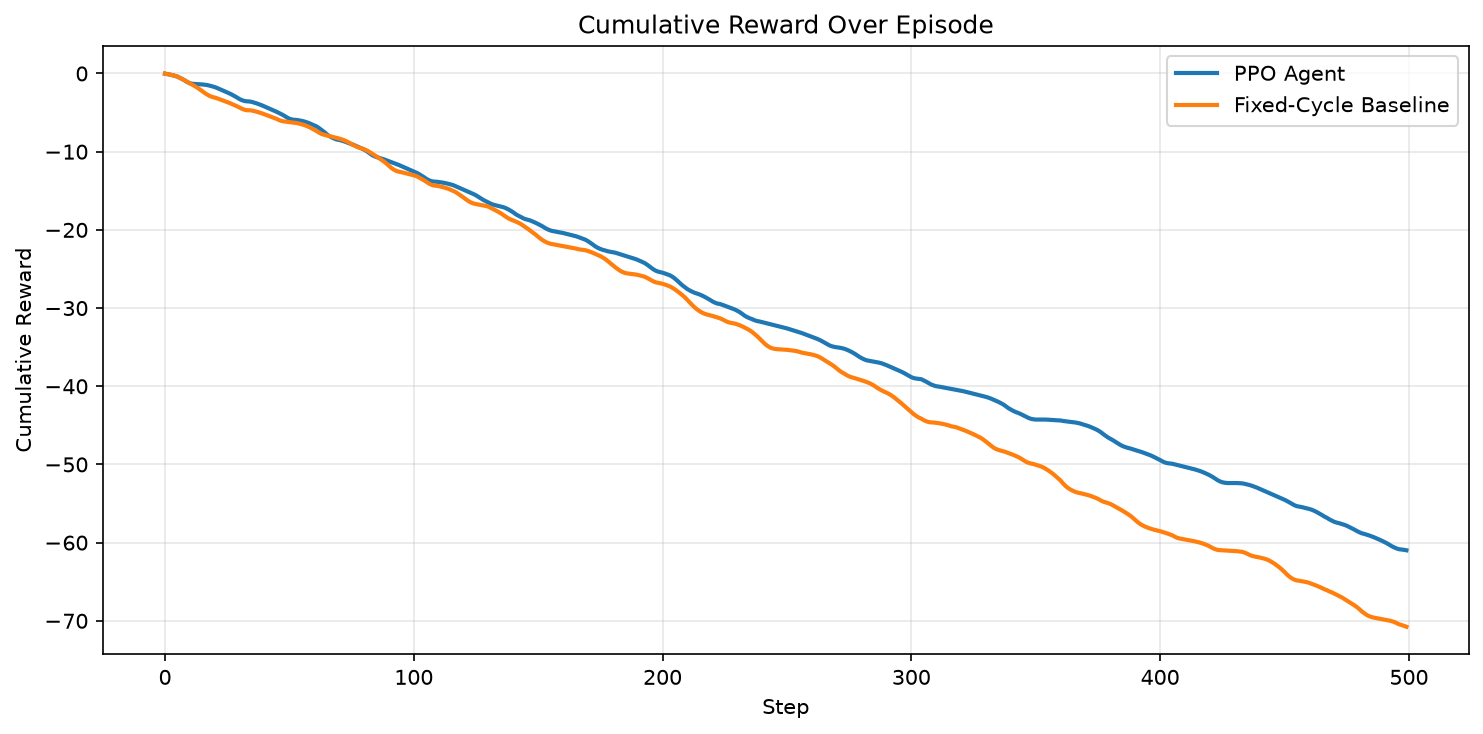 Cumulative Reward Over Episode
PPO Agent
Fixed-Cycle Baseline
Cumulative Reward
0
−10
−20
−30
−40
−50
−60
−70
0
100
200
300
400
500
Step